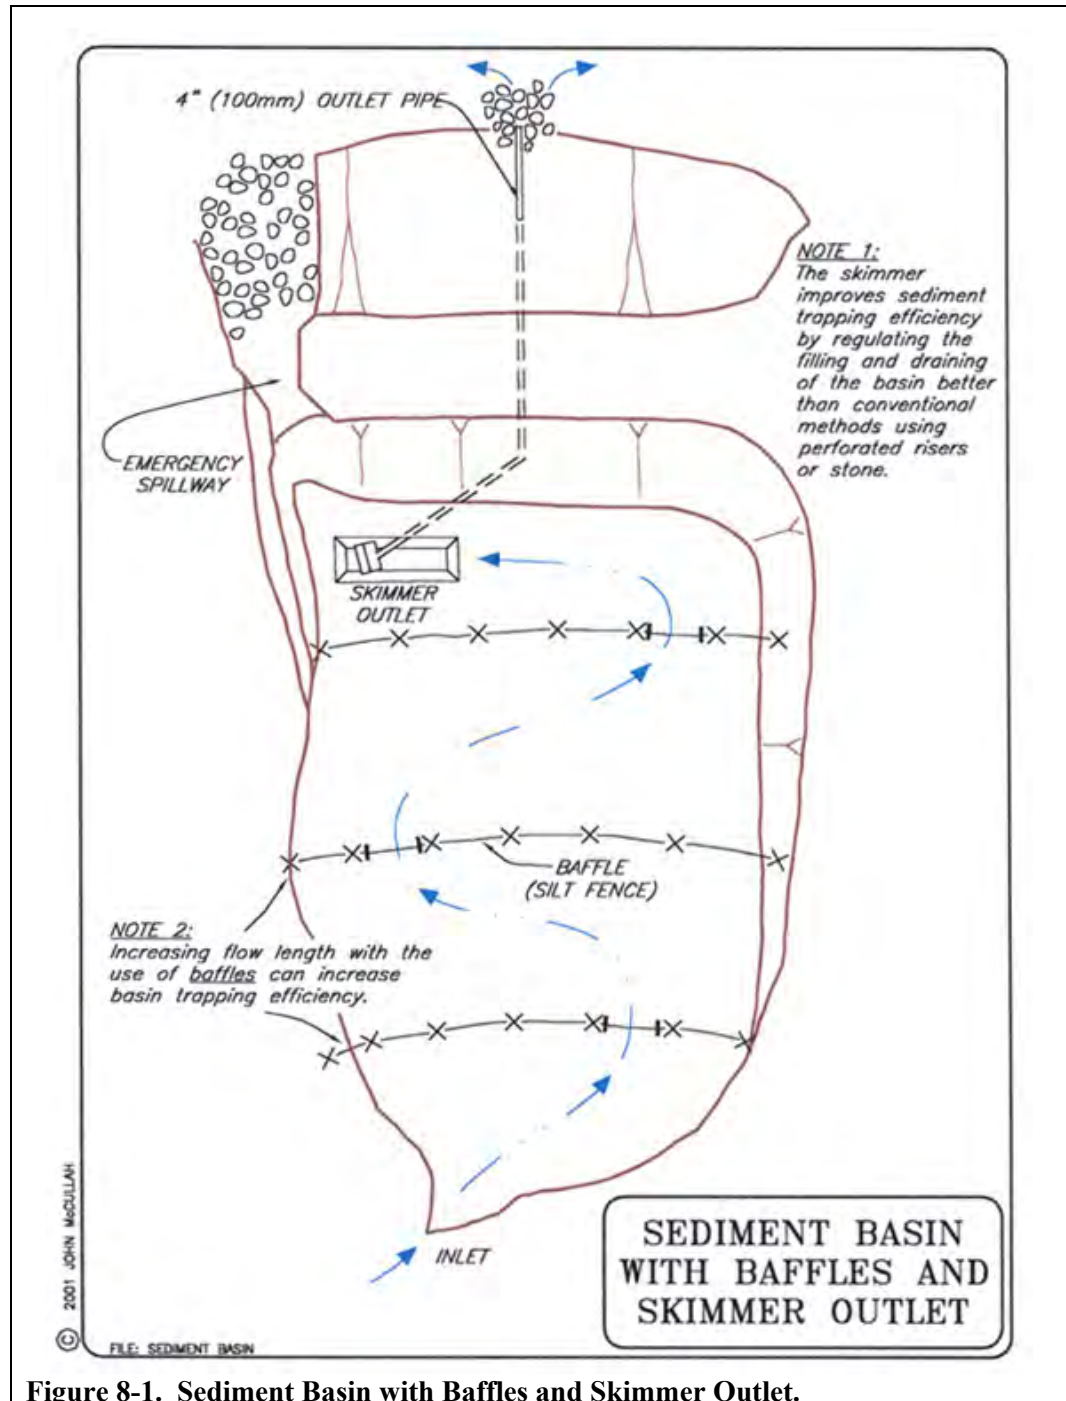 4" (100mm) OUTLET PIPE
NOTE 1:
The skimmer
improves sediment
trapping efficiency
by regulating the
filling and draining
of the basin better
than conventional
methods using
perforated risers
or stone.
EMERGENCY
SPILLWAY
SKIMMER
OUTLET
BAFFLE
(SILT FENCE)
NOTE 2:
Increasing flow length with the
use of baffles can increase
basin trapping efficiency.
INLET
SEDIMENT BASIN
WITH BAFFLES AND
SKIMMER OUTLET
© 2001 JOHN McCULLAH
FILE: SEDIMENT BASIN
Figure 8-1. Sediment Basin with Baffles and Skimmer Outlet.